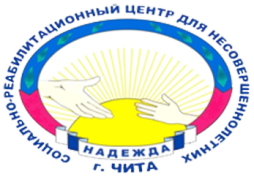 СОЦИАЛЬНО-РЕАБИЛИТАЦИОННЫЙ ЦЕНТР ДЛЯ НЕСОВЕРШЕННОЛЕТНИХ
НАДЕЖДА
г. ЧИТА